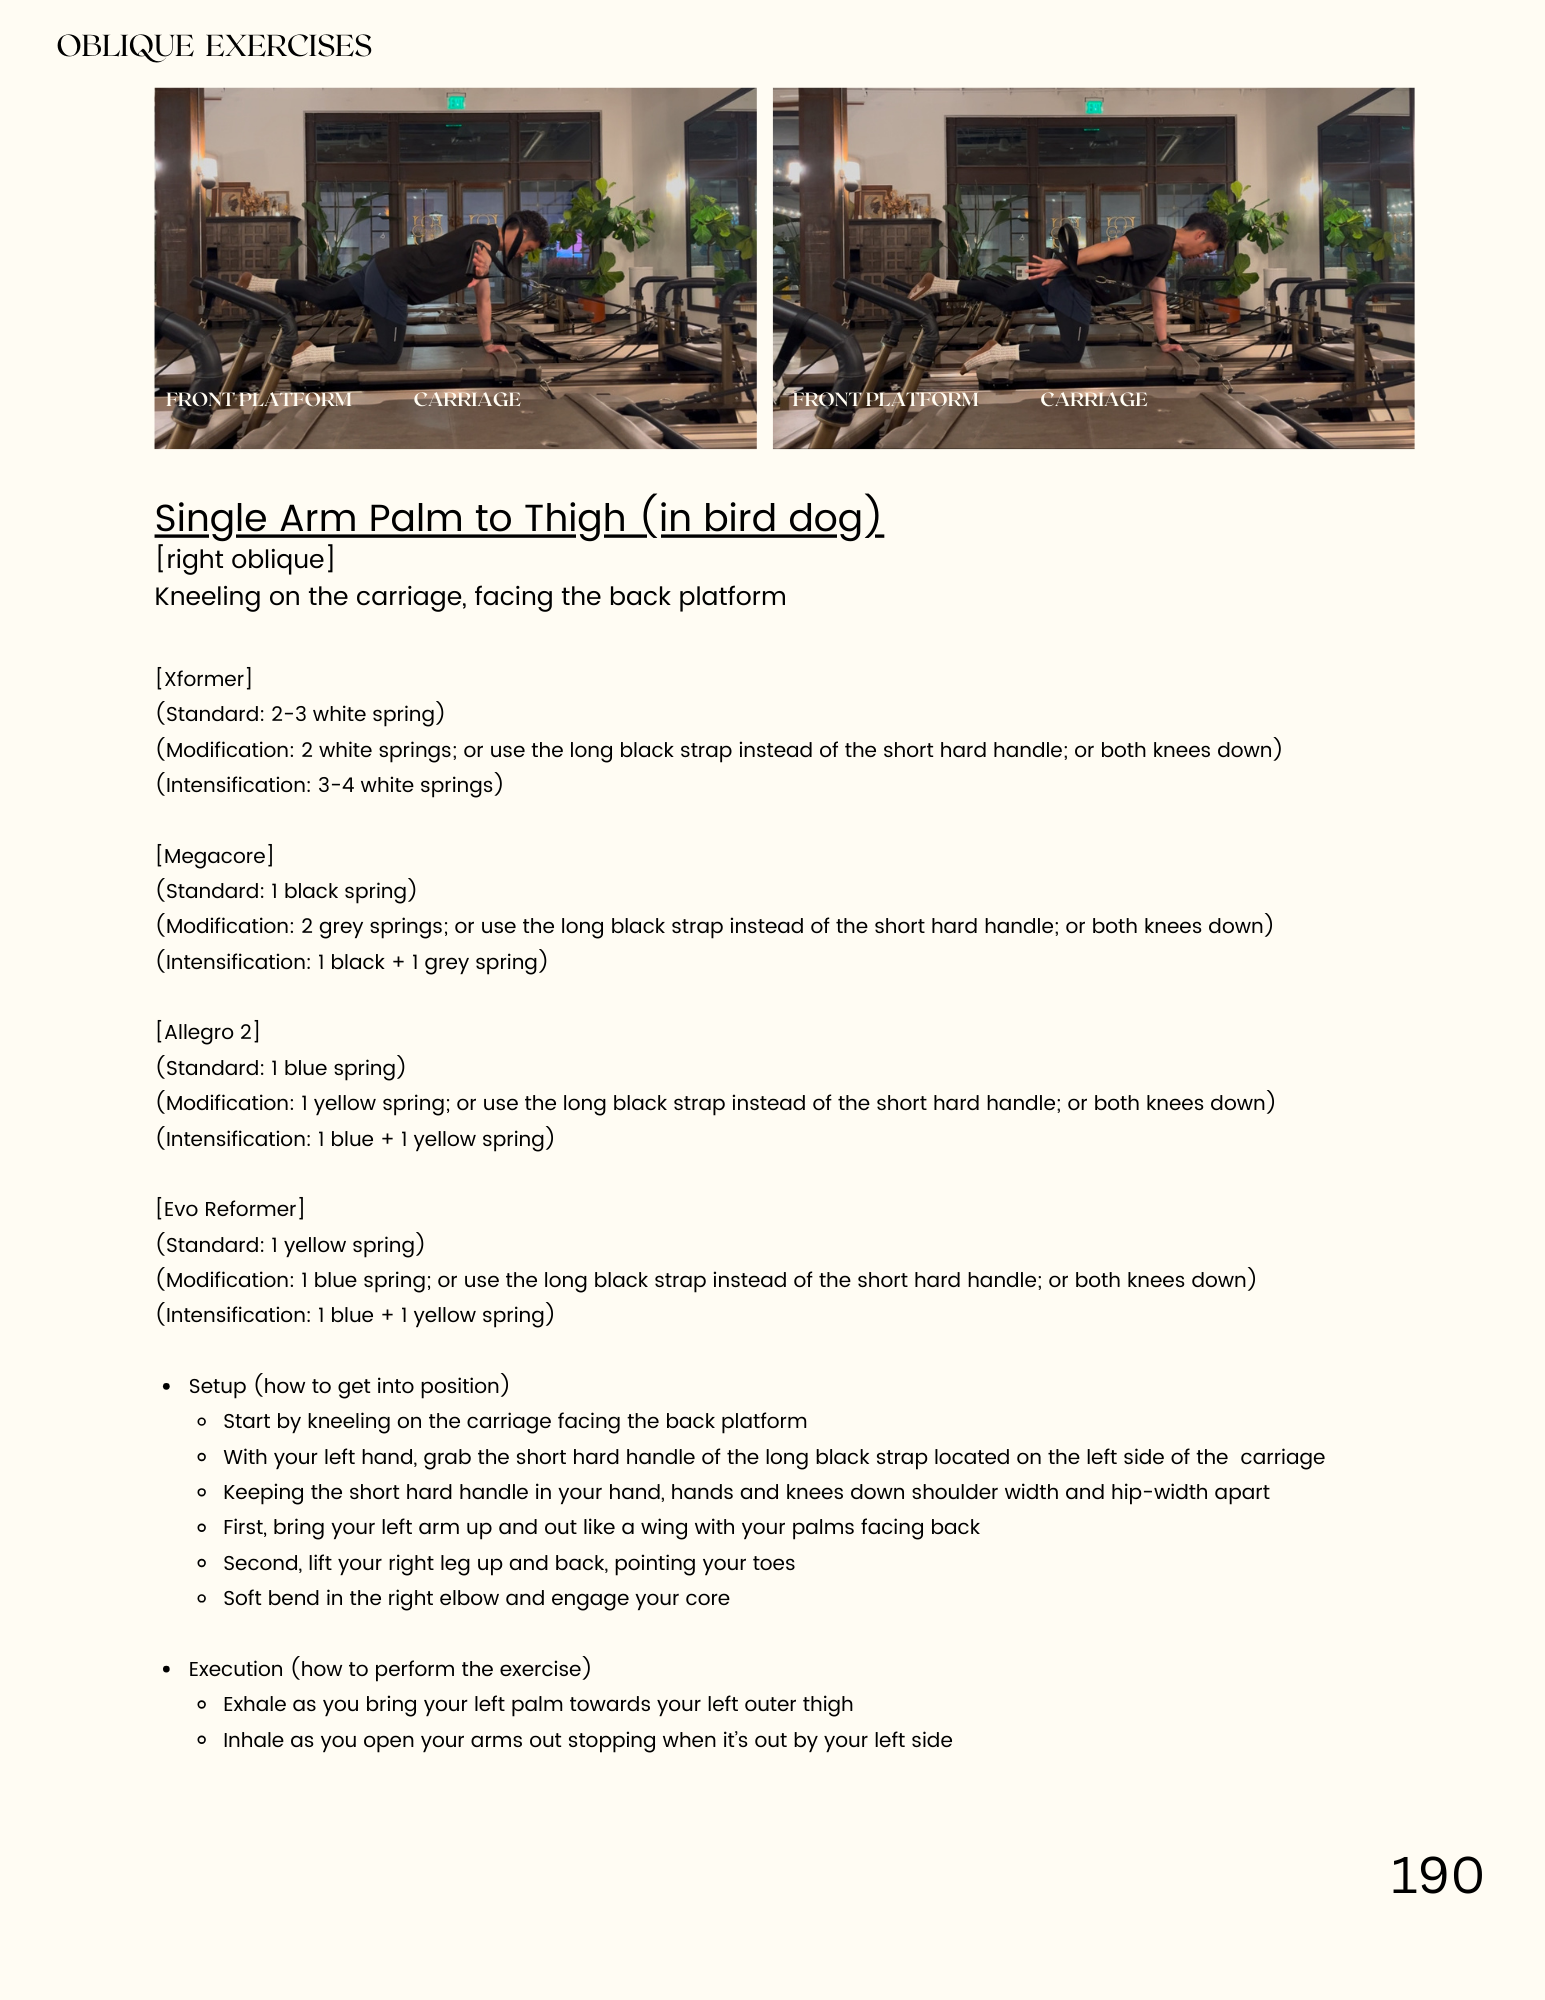 OBLIQUE EXERCISES
FRONT PLATFORM
CARRIAGE
FRONT PLATFORM
CARRIAGE
Single Arm Palm to Thigh (in bird dog)
[right oblique]
Kneeling on the carriage, facing the back platform
[Xformer]
(Standard: 2-3 white spring)
(Modification: 2 white springs; or use the long black strap instead of the short hard handle; or both knees down)
(Intensification: 3-4 white springs)
[Megacore]
(Standard: 1 black spring)
(Modification: 2 grey springs; or use the long black strap instead of the short hard handle; or both knees down)
(Intensification: 1 black + 1 grey spring)
[Allegro 2]
(Standard: 1 blue spring)
(Modification: 1 yellow spring; or use the long black strap instead of the short hard handle; or both knees down)
(Intensification: 1 blue + 1 yellow spring)
[Evo Reformer]
(Standard: 1 yellow spring)
(Modification: 1 blue spring; or use the long black strap instead of the short hard handle; or both knees down)
(Intensification: 1 blue + 1 yellow spring)
• Setup (how to get into position)
◦ Start by kneeling on the carriage facing the back platform
◦ With your left hand, grab the short hard handle of the long black strap located on the left side of the  carriage
◦ Keeping the short hard handle in your hand, hands and knees down shoulder width and hip-width apart
◦ First, bring your left arm up and out like a wing with your palms facing back
◦ Second, lift your right leg up and back, pointing your toes
◦ Soft bend in the right elbow and engage your core
• Execution (how to perform the exercise)
◦ Exhale as you bring your left palm towards your left outer thigh
◦ Inhale as you open your arms out stopping when it's out by your left side
190